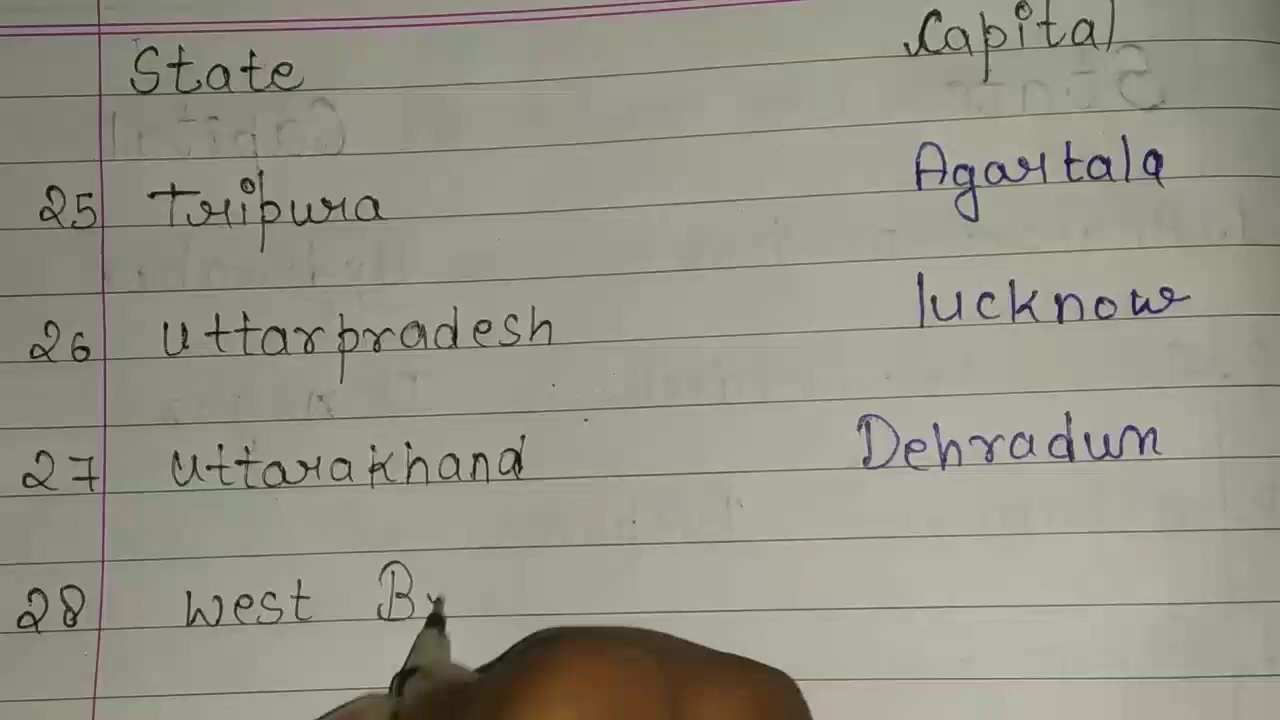 State Capital
25 Tripura Agartala
26 Uttarpradesh lucknow
27 Uttarakhand Dehradun
28 West B